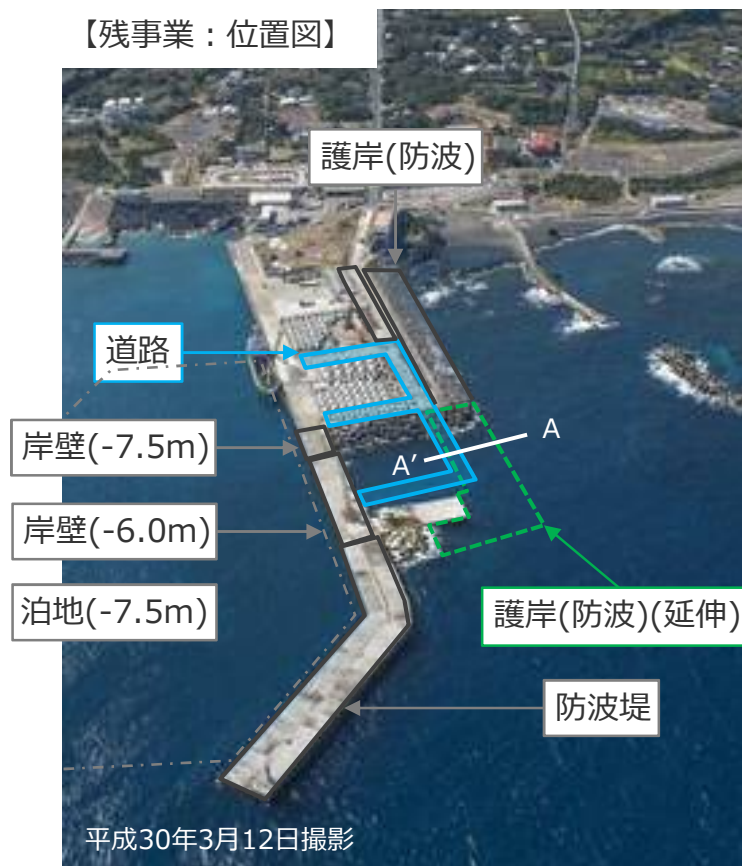 【残事業：位置図】
護岸(防波)
道路
A
A′
岸壁(-7.5m)
岸壁(-6.0m)
泊地(-7.5m)
護岸(防波)(延伸)
防波堤
平成30年3月12日撮影